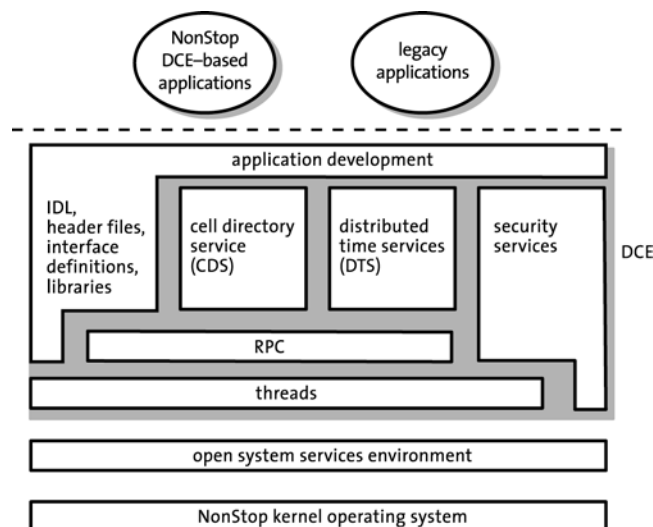 NonStop
DCE–based
applications
legacy
applications
application development
IDL,
header files,
interface
definitions,
libraries
cell directory
service
(CDS)
distributed
time services
(DTS)
security
services
DCE
RPC
threads
open system services environment
NonStop kernel operating system